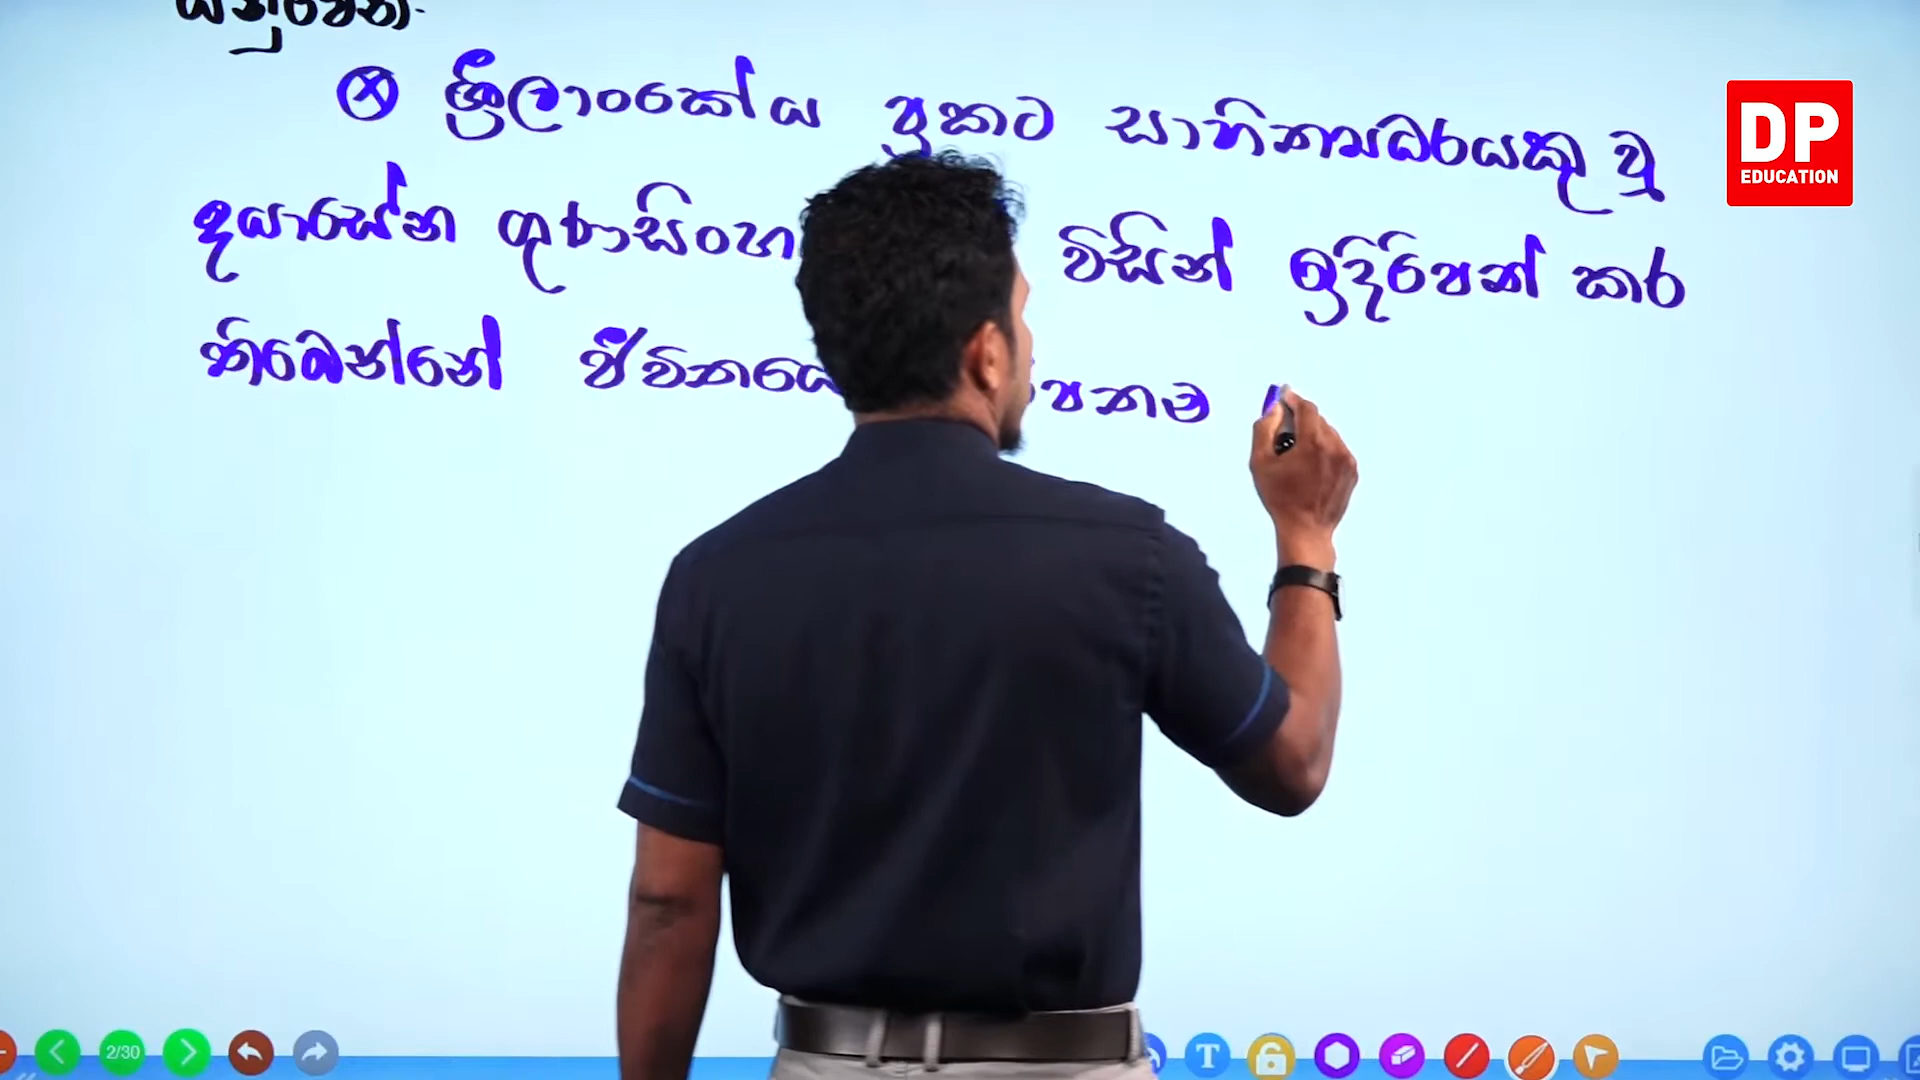 ⊗ ශ්‍රීලාංකේය ප්‍රකට සාහිත්‍යධරයකු වූ
දයාසේන ගුණසිංහ විසින් ඉදිරිපත් කර
තිබෙන්නේ ජීවිතයේ
DP
EDUCATION
2/30
T